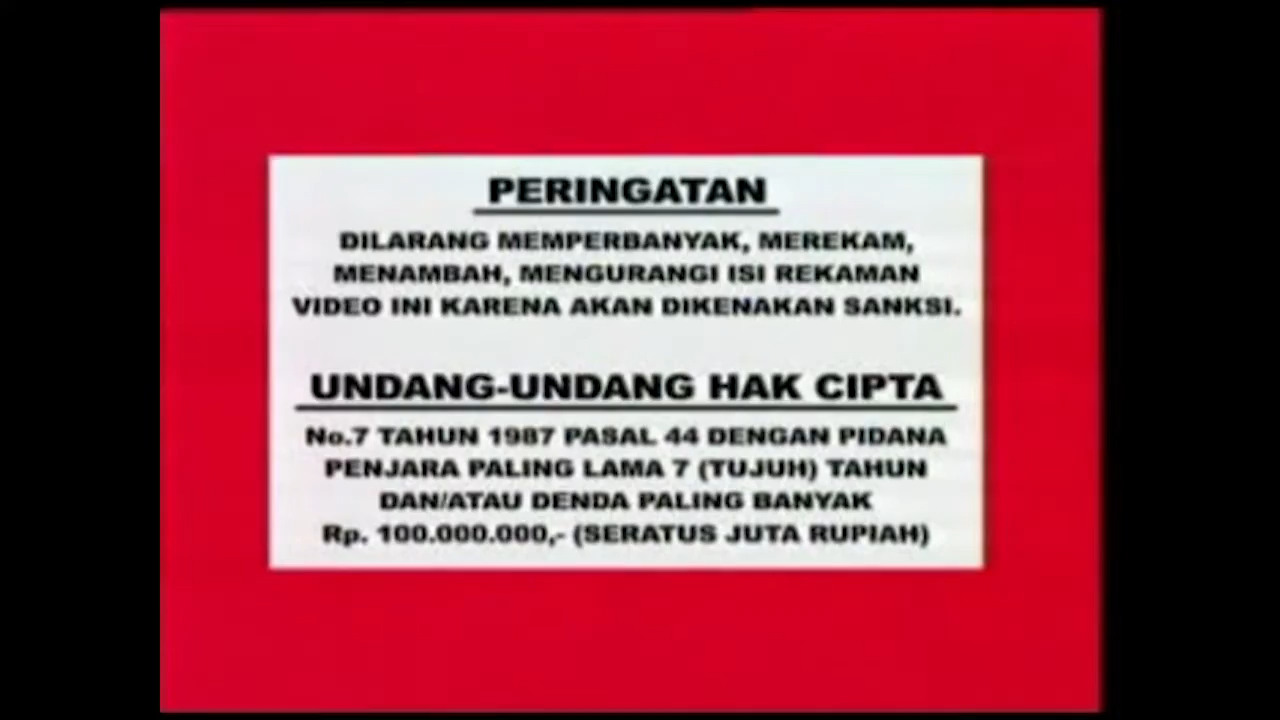 PERINGATAN
DILARANG MEMPERBANYAK, MEREKAM,
MENAMBAH, MENGURANGI ISI REKAMAN
VIDEO INI KARENA AKAN DIKENAKAN SANKSI.
UNDANG-UNDANG HAK CIPTA
No.7 TAHUN 1987 PASAL 44 DENGAN PIDANA
PENJARA PALING LAMA 7 (TUJUH) TAHUN
DAN/ATAU DENDA PALING BANYAK
Rp. 100.000.000,- (SERATUS JUTA RUPIAH)